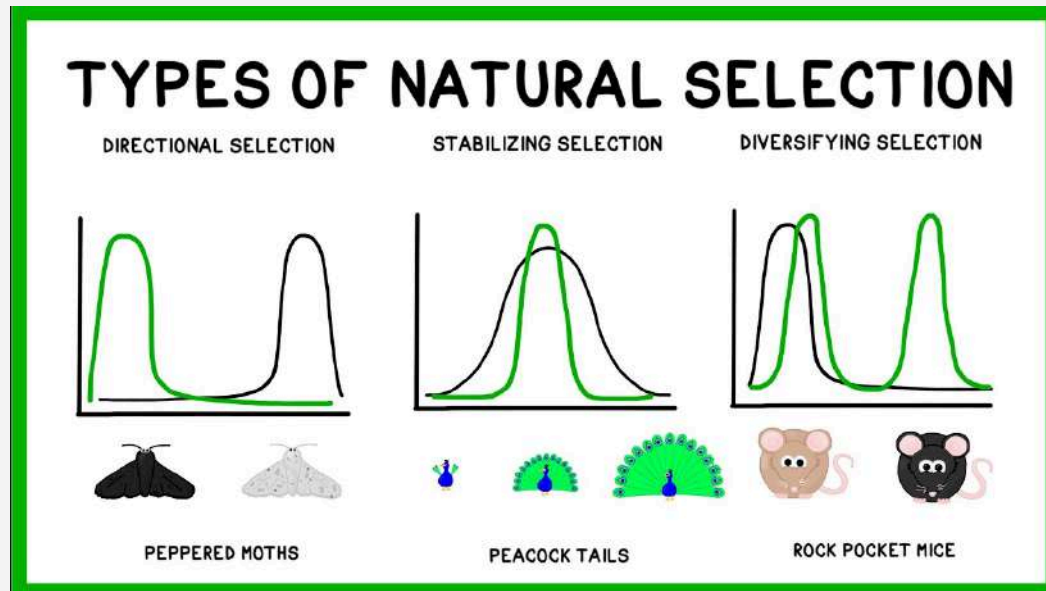 TYPES OF NATURAL SELECTION
DIRECTIONAL SELECTION
STABILIZING SELECTION
DIVERSIFYING SELECTION
PEPPERED MOTHS
PEACOCK TAILS
ROCK POCKET MICE